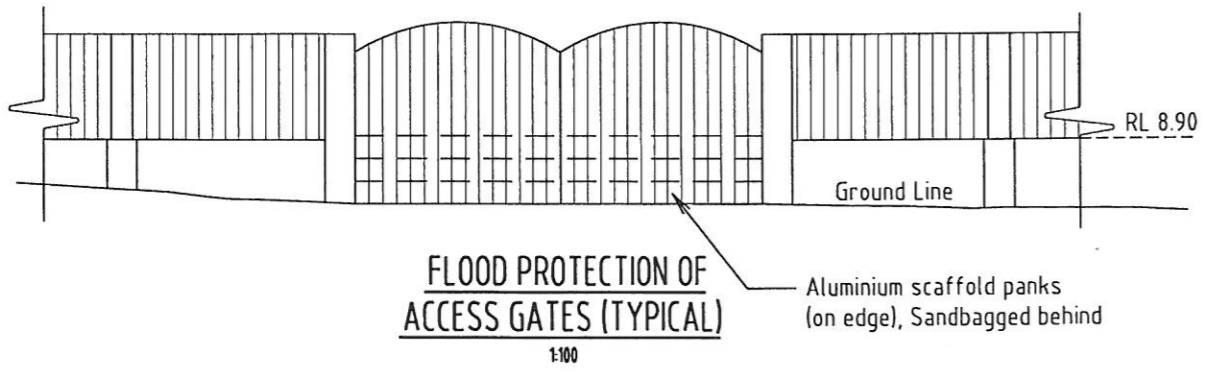 RL 8.90
Ground Line
FLOOD PROTECTION OF
ACCESS GATES (TYPICAL)
1:100
Aluminium scaffold panks
(on edge), Sandbagged behind